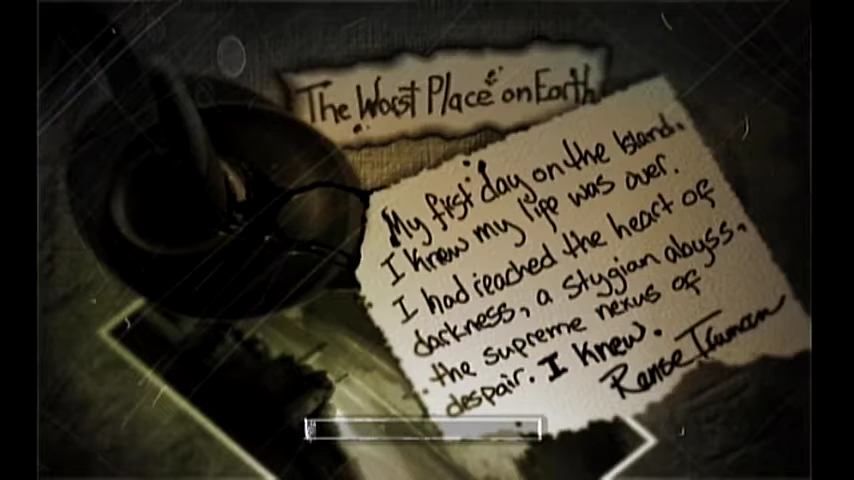 The Worst Place on Earth
My first day on the Island.
I knew my life was over.
I had reached the heart of
darkness, a stygian abyss,
the supreme nexus of
despair. I knew.
Ranse Truman